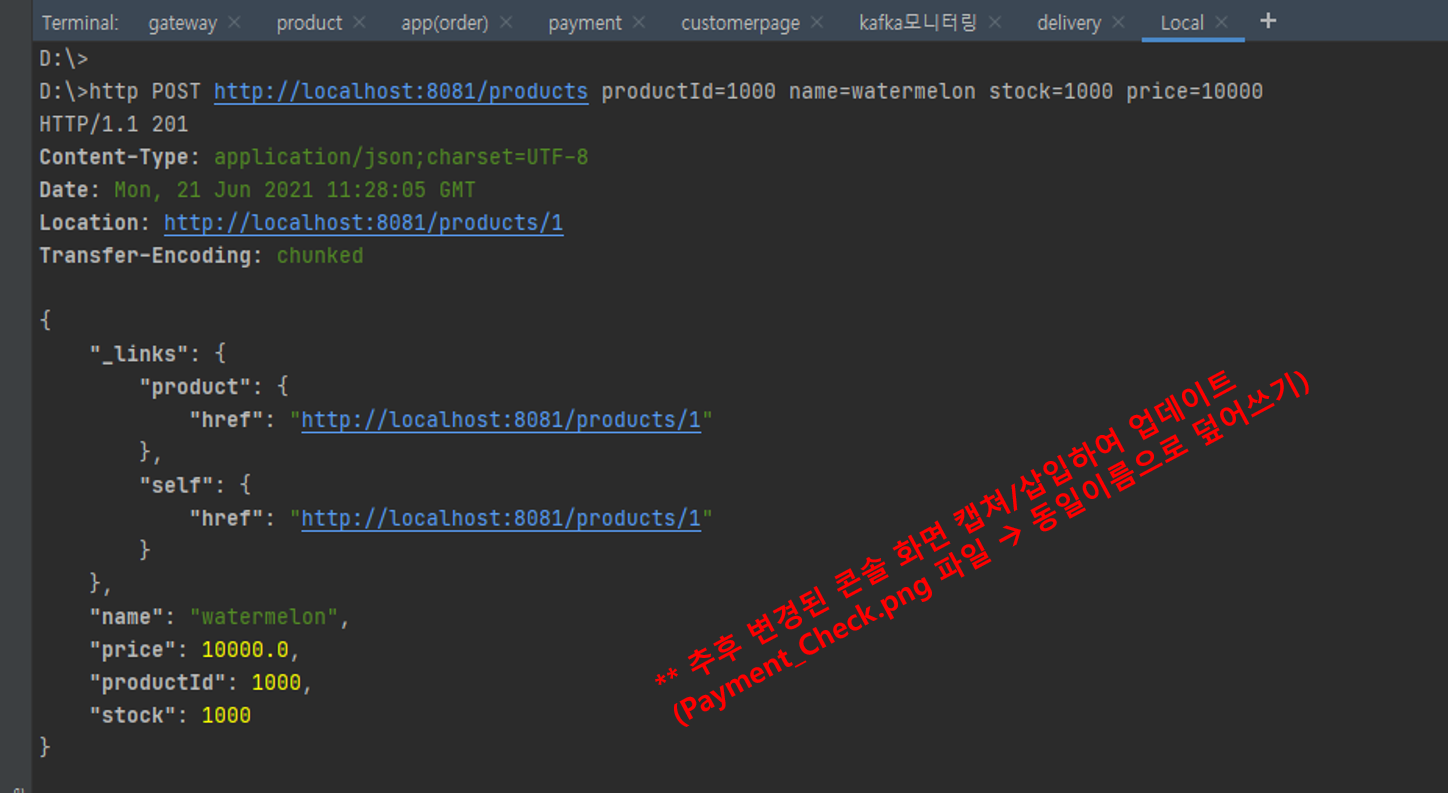 Terminal: gateway × product × app(order) × payment × customerpage × kafka모니터링 × delivery × Local × +
D:\>
D:\>http POST http://localhost:8081/products productId=1000 name=watermelon stock=1000 price=10000
HTTP/1.1 201
Content-Type: application/json;charset=UTF-8
Date: Mon, 21 Jun 2021 11:28:05 GMT
Location: http://localhost:8081/products/1
Transfer-Encoding: chunked
{
"_links": {
"product": {
"href": "http://localhost:8081/products/1"
},
"self": {
"href": "http://localhost:8081/products/1"
}
},
"name": "watermelon",
"price": 10000.0,
"productId": 1000,
"stock": 1000
}
** 추후 변경된 콘솔 화면 캡쳐/삽입하여 업데이트
(Payment_Check.png 파일 → 동일이름으로 덮어쓰기)